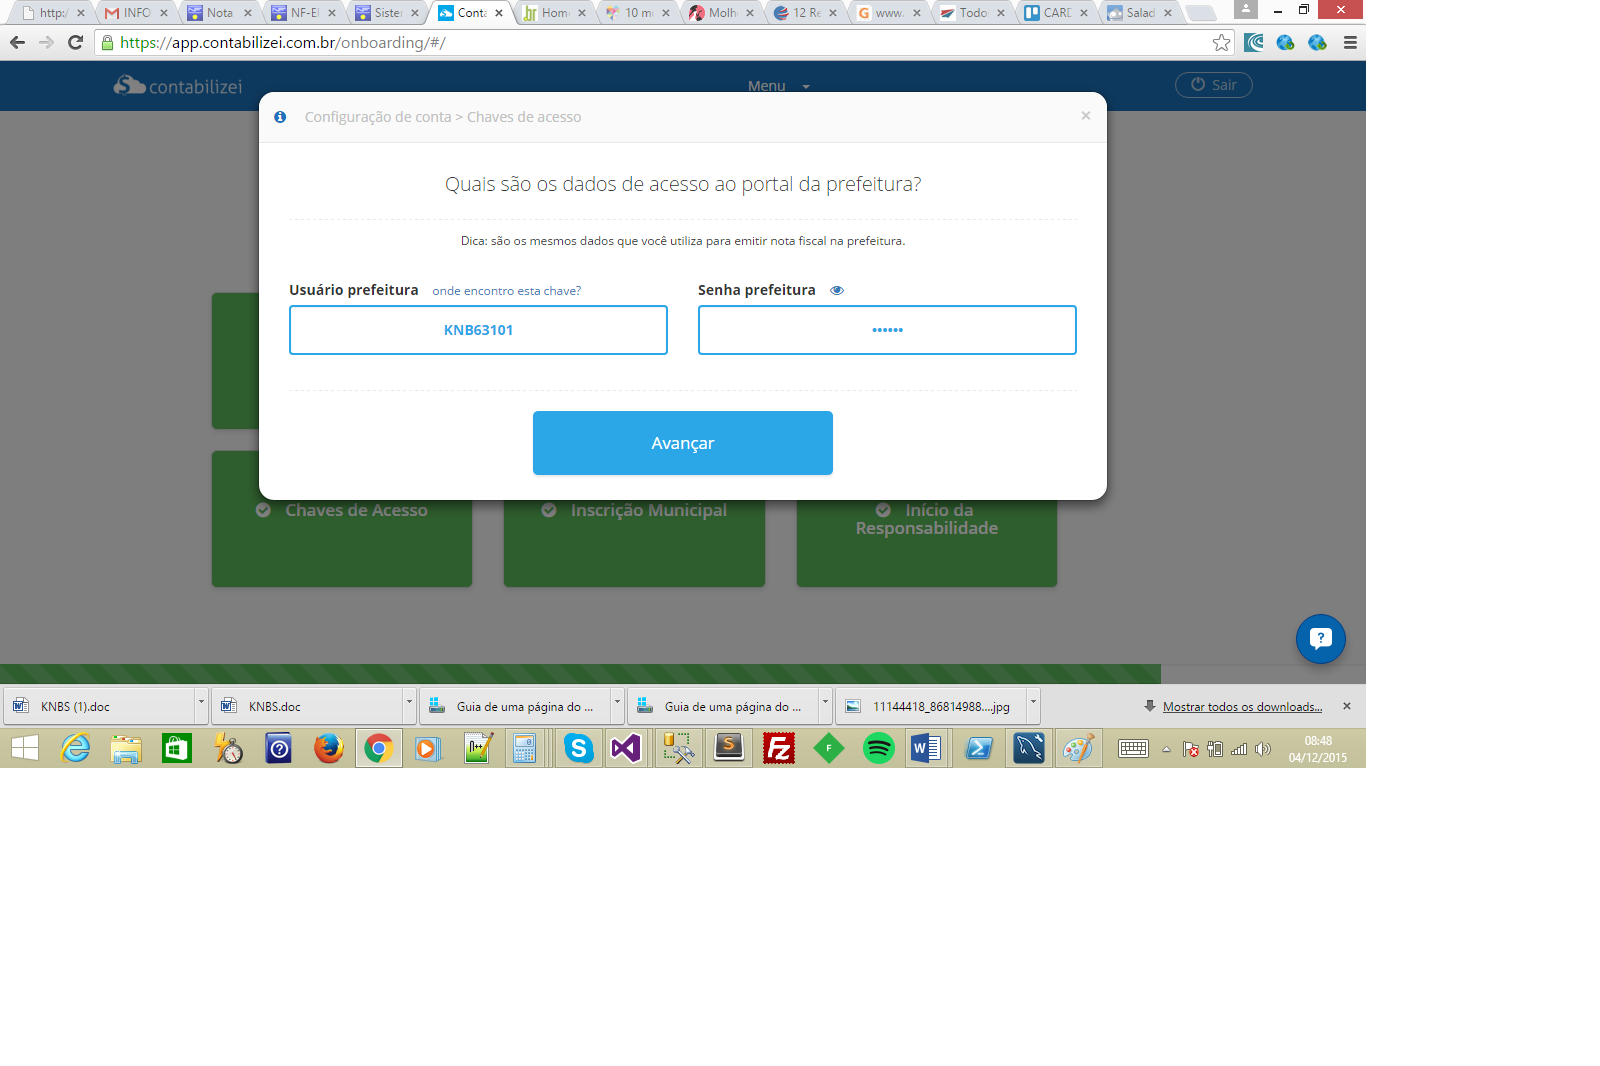 http:/
INFO
Nota
NF-El
Sister
Conta
Hom
10 m
Molh
12 Re
www.
Todo
CARD
Salad
https://app.contabilizei.com.br/onboarding/#/
contabilizei
Menu
Sair
Configuração de conta > Chaves de acesso
Quais são os dados de acesso ao portal da prefeitura?
Dica: são os mesmos dados que você utiliza para emitir nota fiscal na prefeitura.
Usuário prefeitura onde encontro esta chave?
Senha prefeitura
KNB63101
••••••
Avançar
Chaves de Acesso
Inscrição Municipal
Início da
Responsabilidade
KNBS (1).doc
KNBS.doc
Guia de uma página do ...
Guia de uma página do ...
11144418_86814988....jpg
Mostrar todos os downloads...
08:48
04/12/2015